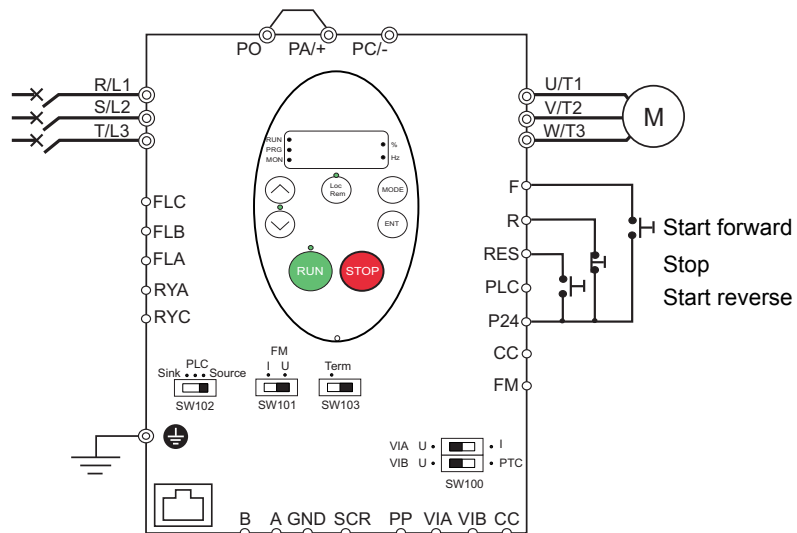 PO PA/+ PC/-
R/L1
S/L2
T/L3
U/T1
V/T2
W/T3
M
RUN
PRG
MON
%
Hz
Loc
Rem
MODE
ENT
RUN STOP
FLC
FLB
FLA
RYA
RYC
F
R
RES
PLC
P24
CC
FM
Start forward
Stop
Start reverse
PLC
Sink Source
SW102
FM
I U
SW101
Term
SW103
VIA U I
VIB U PTC
SW100
B A GND SCR PP VIA VIB CC